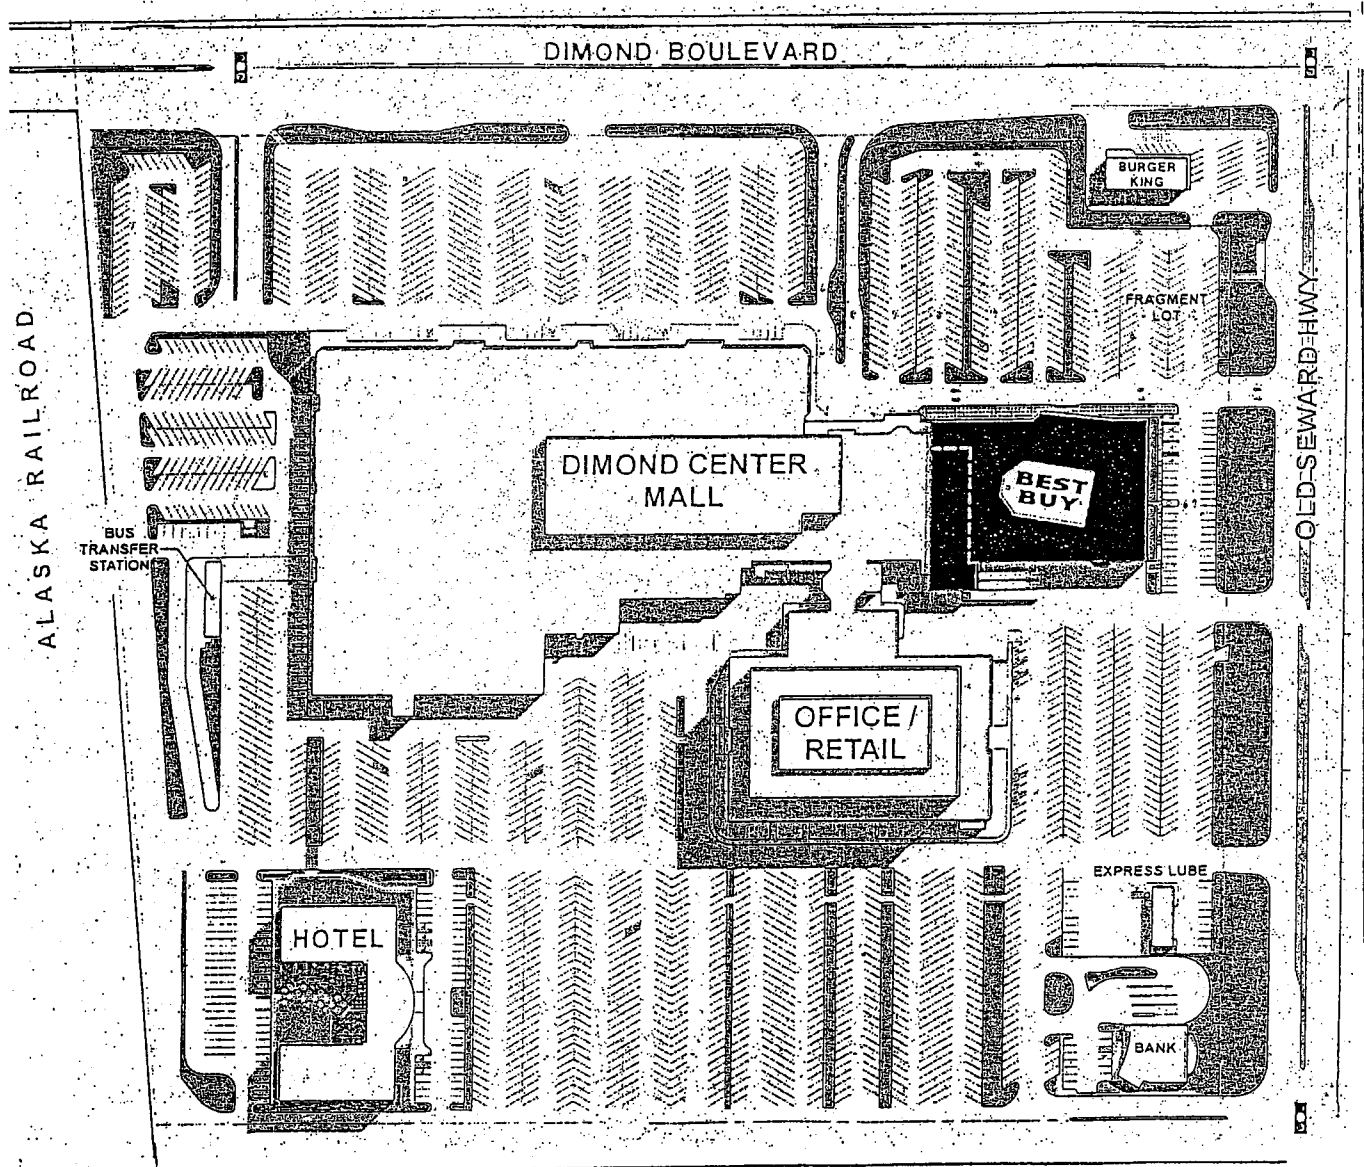 DIMOND BOULEVARD
BURGER
KING
FRAGMENT
LOT
ALASKA RAILROAD
OLD SEWARD HWY
DIMOND CENTER
MALL
BEST
BUY
BUS
TRANSFER
STATION
OFFICE /
RETAIL
EXPRESS LUBE
HOTEL
BANK